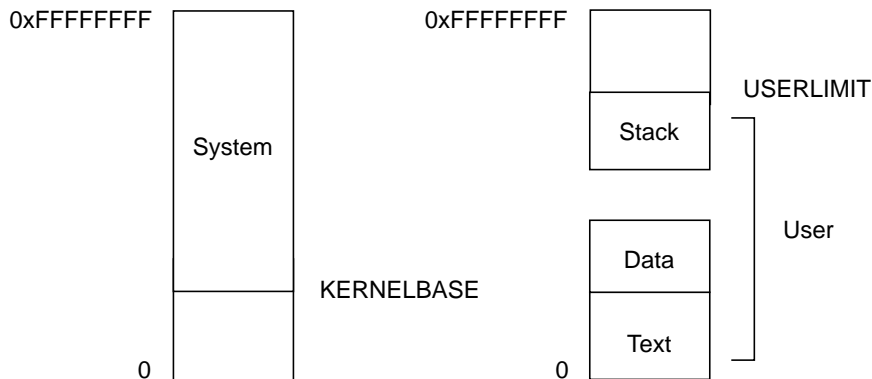 0xFFFFFFFF
System
KERNELBASE
0
0xFFFFFFFF
USERLIMIT
Stack
User
Data
Text
0